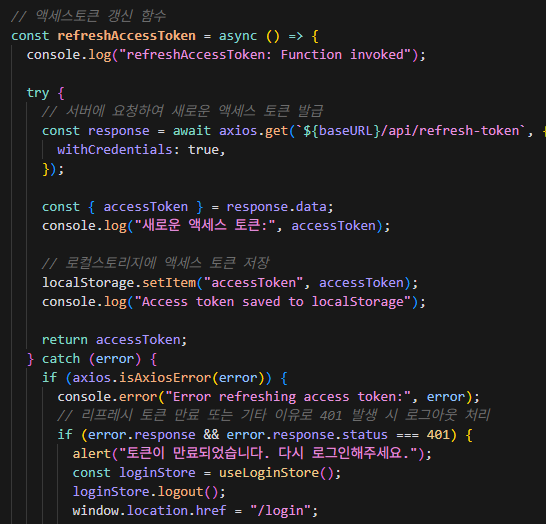 // 액세스토큰 갱신 함수
const refreshAccessToken = async () => {
  console.log("refreshAccessToken: Function invoked");

  try {
    // 서버에 요청하여 새로운 액세스 토큰 발급
    const response = await axios.get(`${baseURL}/api/refresh-token`, {
      withCredentials: true,
    });

    const { accessToken } = response.data;
    console.log("새로운 액세스 토큰:", accessToken);

    // 로컬스토리지에 액세스 토큰 저장
    localStorage.setItem("accessToken", accessToken);
    console.log("Access token saved to localStorage");

    return accessToken;
  } catch (error) {
    if (axios.isAxiosError(error)) {
      console.error("Error refreshing access token:", error);
      // 리프레시 토큰 만료 또는 기타 이유로 401 발생 시 로그아웃 처리
      if (error.response && error.response.status === 401) {
        alert("토큰이 만료되었습니다. 다시 로그인해주세요.");
        const loginStore = useLoginStore();
        loginStore.logout();
        window.location.href = "/login";